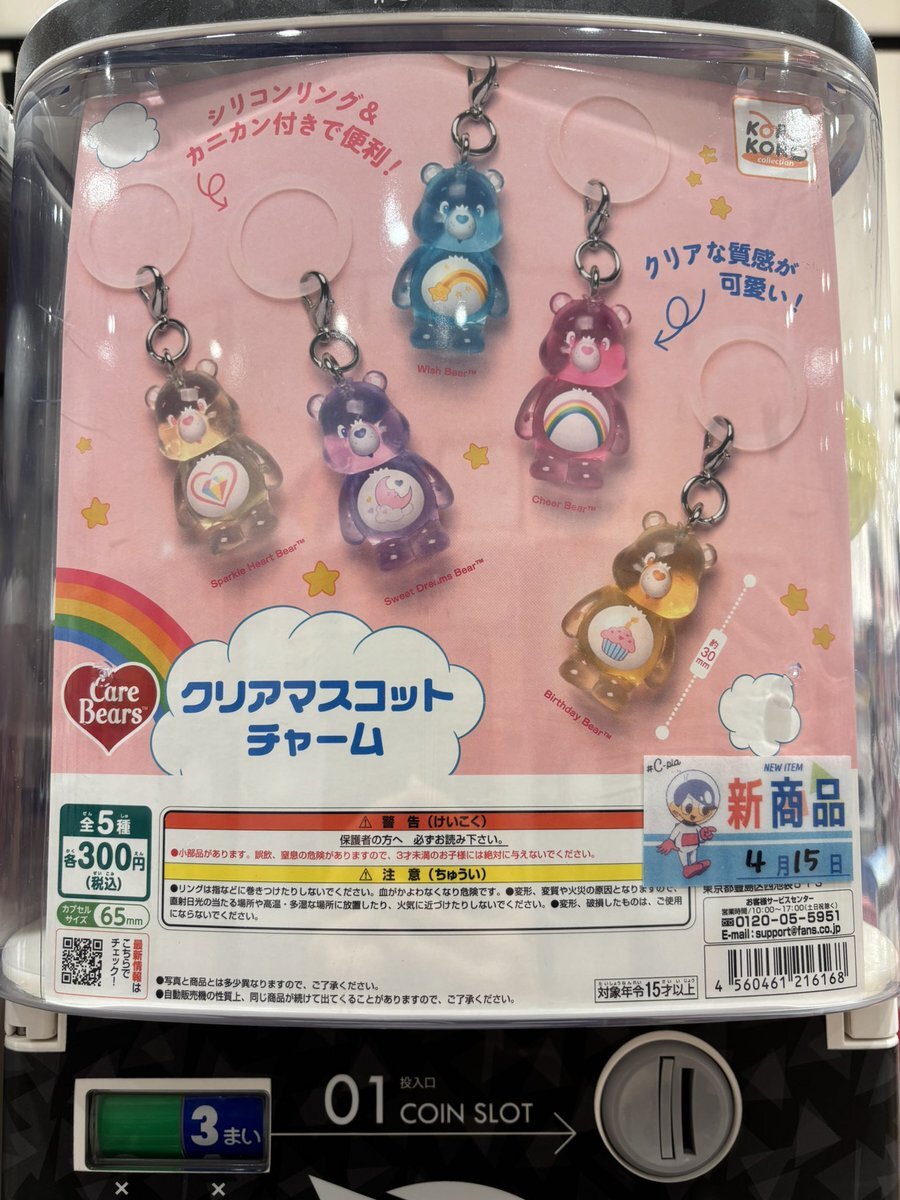 シリコンリング&
カニカン付きで便利!
KORO
KORO
collection
クリアな質感が
可愛い!
Wish Bear™
Cheer Bear™
Sparkle Heart Bear™
Sweet Dreams Bear™
約
30
mm
Birthday Bear™
Care
Bears™
クリアマスコット
チャーム
#C-pla
NEW ITEM
新商品
4月15日
全5種
各300円
(税込)
カプセル
サイズ 65mm
最新情報は
こちらで
チェック!
⚠ 警 告 (けいこく)
保護者の方へ 必ずお読み下さい。
●小部品があります。誤飲、窒息の危険がありますので、3才未満のお子様には絶対に与えないでください。
⚠ 注 意 (ちゅうい)
●リングは指などに巻きつけたりしないでください。血がかよわなくなり危険です。●変形、変質や火災の原因となりますので、
直射日光の当たる場所や高温・多湿な場所に放置したり、火気に近づけたりしないでください。●変形、破損したものは、ご使用
にならないでください。
お客様サービスセンター
営業時間/10:00〜17:00(土日祝除く)
0120-05-5951
E-mail:support@fans.co.jp
4 560461 216168
●写真と商品とは多少異なりますので、ご了承ください。
●自動販売機の性質上、同じ商品が続けて出てくることがありますので、ご了承ください。
対象年令15才以上
3まい
01 投入口
COIN SLOT